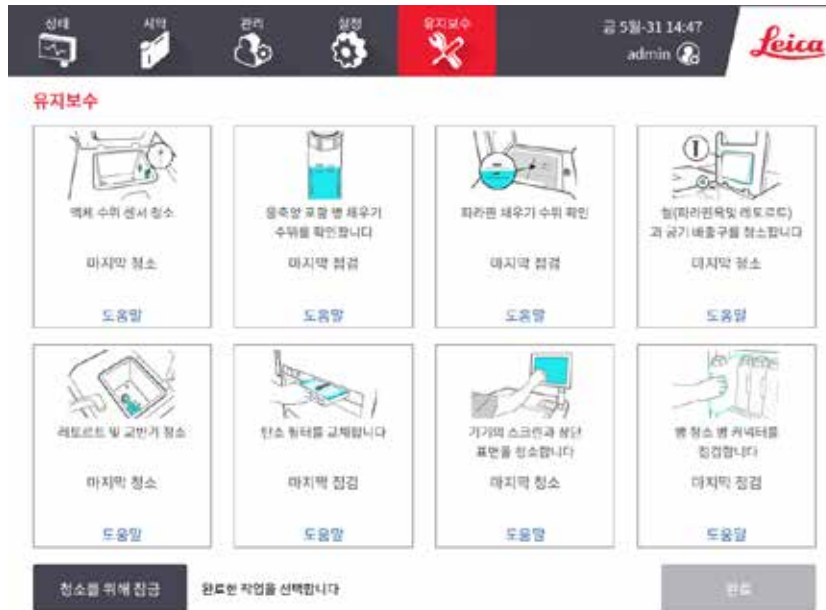 상태
시약
관리
설정
유지보수
금 5월-31 14:47
admin
Leica
유지보수
액체 수위 센서 청소
마지막 청소
도움말
응축양 포함 병 채우기
수위를 확인합니다
마지막 점검
도움말
파라핀 채우기 수위 확인
마지막 점검
도움말
1
씰(파라핀욕및 레토르트)
과 공기 배출구를 청소합니다
마지막 청소
도움말
레토르트 및 교반기 청소
마지막 청소
도움말
탄소 필터를 교체합니다
마지막 점검
도움말
기기의 스크린과 상단
표면을 청소합니다
마지막 청소
도움말
병 청소 병 커넥터를
점검합니다
마지막 점검
도움말
청소를 위해 잠금
완료한 작업을 선택합니다
완료